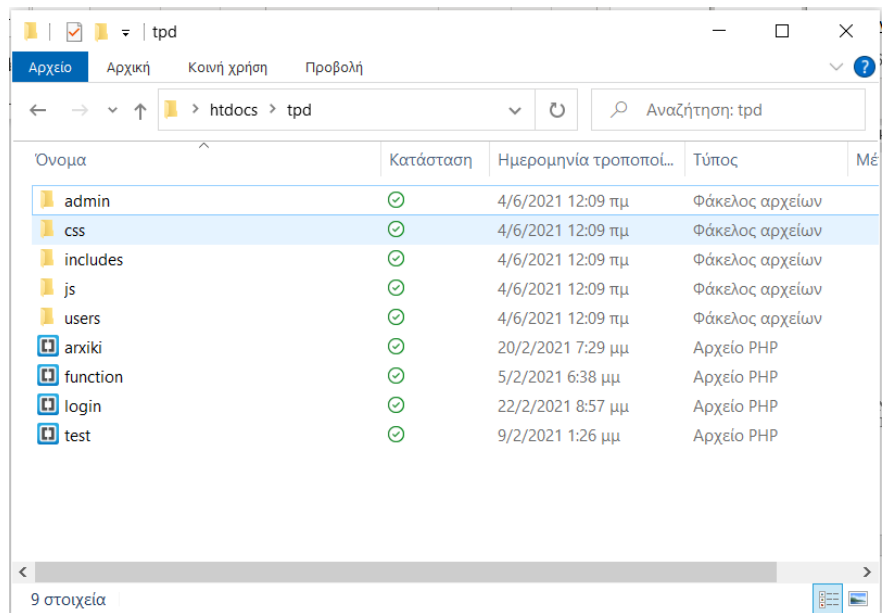 tpd
Αρχείο Αρχική Κοινή χρήση Προβολή
htdocs tpd Αναζήτηση: tpd
Όνομα Κατάσταση Ημερομηνία τροποποί... Τύπος Μέ
admin 4/6/2021 12:09 πμ Φάκελος αρχείων
css 4/6/2021 12:09 πμ Φάκελος αρχείων
includes 4/6/2021 12:09 πμ Φάκελος αρχείων
js 4/6/2021 12:09 πμ Φάκελος αρχείων
users 4/6/2021 12:09 πμ Φάκελος αρχείων
arxiki 20/2/2021 7:29 μμ Αρχείο PHP
function 5/2/2021 6:38 μμ Αρχείο PHP
login 22/2/2021 8:57 μμ Αρχείο PHP
test 9/2/2021 1:26 μμ Αρχείο PHP
9 στοιχεία